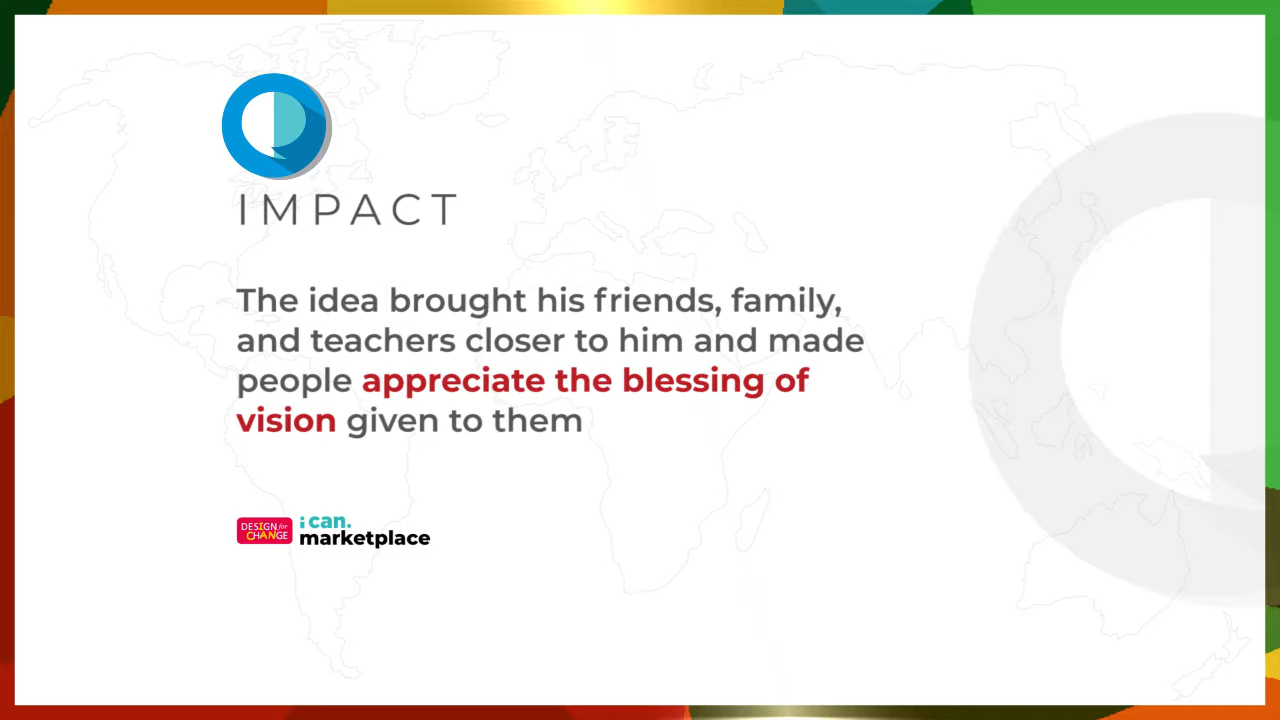 IMPACT
The idea brought his friends, family,
and teachers closer to him and made
people appreciate the blessing of
vision given to them
DESIGN for
CHANGE
i can.
marketplace